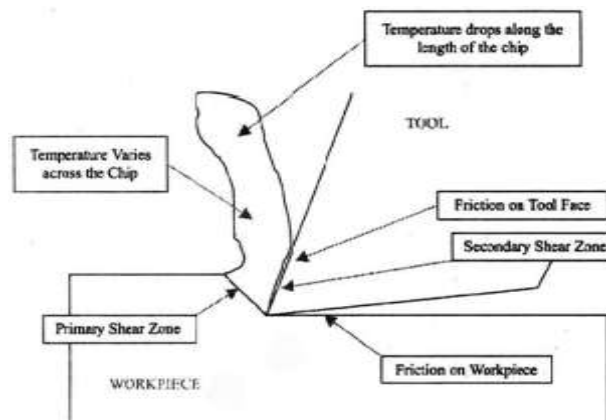 Temperature drops along the
length of the chip
TOOL
Temperature Varies
across the Chip
Friction on Tool Face
Secondary Shear Zone
Primary Shear Zone
Friction on Workpiece
WORKPIECE